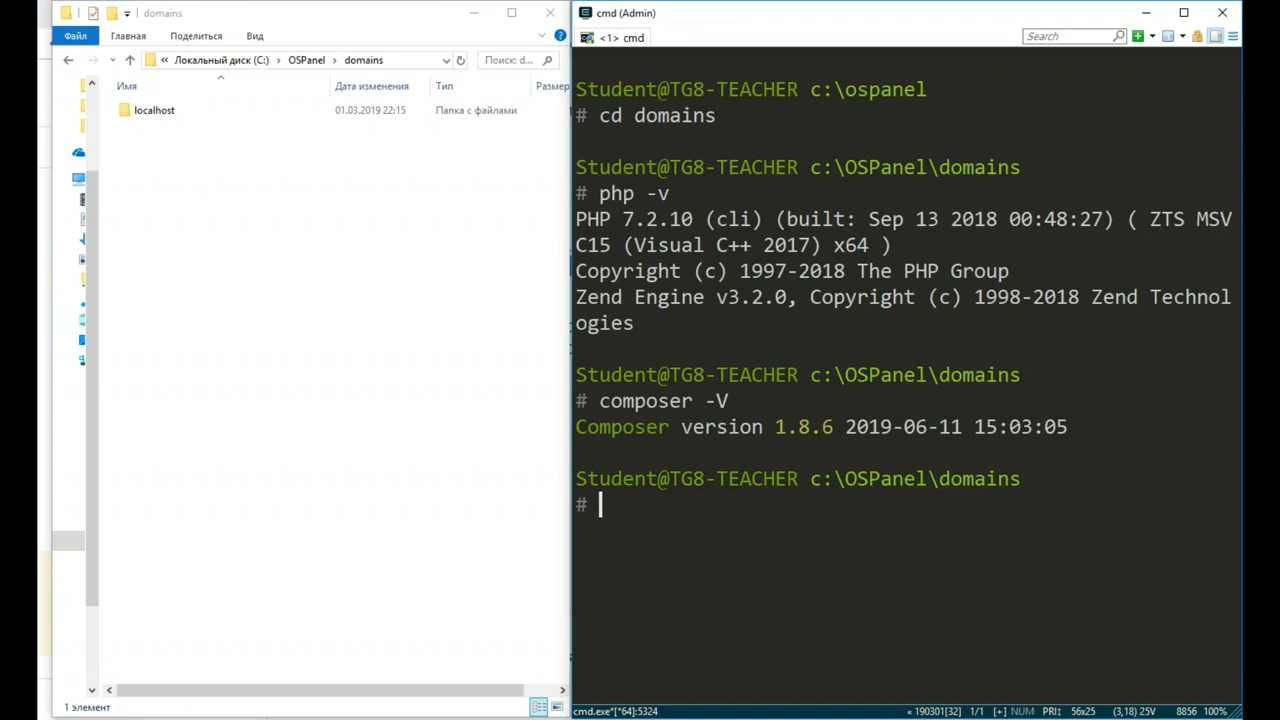 domains
Файл Главная Поделиться Вид
« Локальный диск (C:) › OSPanel › domains
Поиск: d...
Имя Дата изменения Тип Размер
localhost 01.03.2019 22:15 Папка с файлами
1 элемент
cmd (Admin)
<1> cmd
Search
Student@TG8-TEACHER c:\ospanel
# cd domains
Student@TG8-TEACHER c:\OSPanel\domains
# php -v
PHP 7.2.10 (cli) (built: Sep 13 2018 00:48:27) ( ZTS MSV
C15 (Visual C++ 2017) x64 )
Copyright (c) 1997-2018 The PHP Group
Zend Engine v3.2.0, Copyright (c) 1998-2018 Zend Technol
ogies
Student@TG8-TEACHER c:\OSPanel\domains
# composer -V
Composer version 1.8.6 2019-06-11 15:03:05
Student@TG8-TEACHER c:\OSPanel\domains
#
cmd.exe*[*64]:5324 « 190301[32] 1/1 [+] NUM PRI↕ 56x25 (3,18) 25V 8856 100%